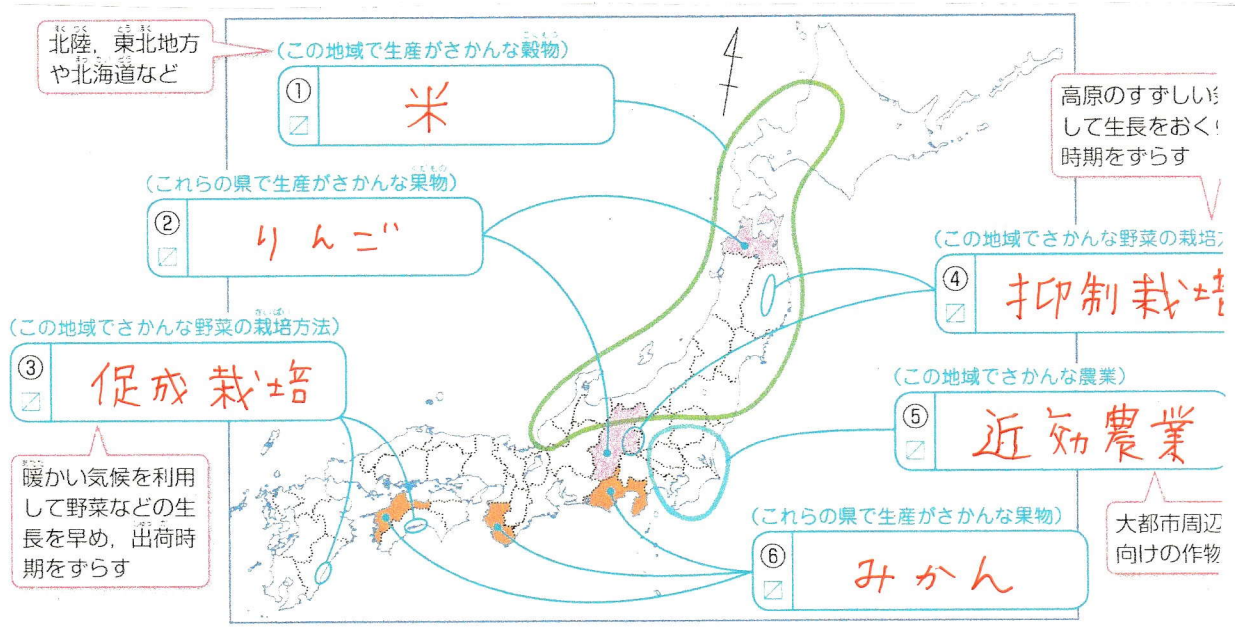 北陸，東北地方
や北海道など
(この地域で生産がさかんな穀物)
① 米
(これらの県で生産がさかんな果物)
② りんご
(この地域でさかんな野菜の栽培方法)
③ 促成栽培
暖かい気候を利用
して野菜などの生
長を早め，出荷時
期をずらす
高原のすずしい
して生長をおく
時期をずらす
(この地域でさかんな野菜の栽培
④ 抑制栽培
(この地域でさかんな農業)
⑤ 近効農業
大都市周辺
向けの作物
(これらの県で生産がさかんな果物)
⑥ みかん